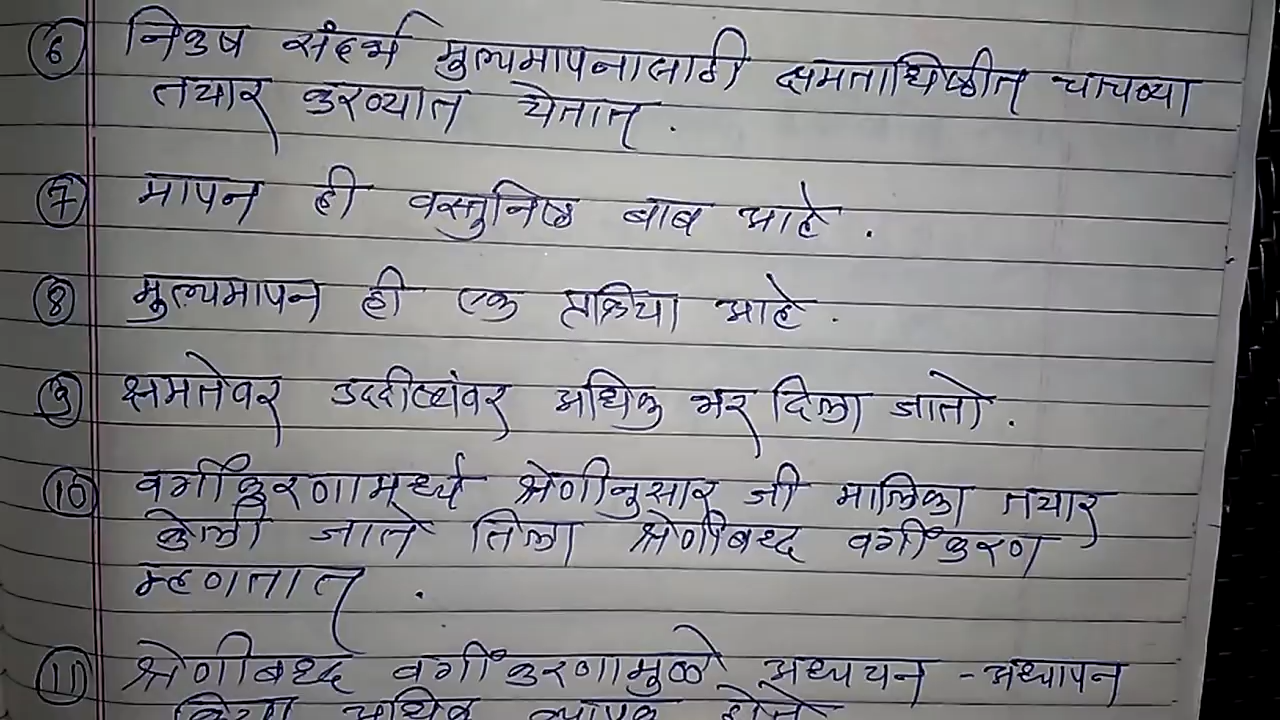 ⑥ निकष संदर्भ मुल्यमापनासाठी क्षमताधिष्ठीत चाचण्या
तयार करण्यात येतात.
⑦ मापन ही वस्तुनिष्ठ बाब आहे.
⑧ मुल्यमापन ही एक प्रक्रिया आहे.
⑨ क्षमतेवर उद्दीष्टांवर अधिक भर दिला जातो.
⑩ वर्गीकरणामध्ये श्रेणीनुसार जी मालिका तयार
केली जाते तिला श्रेणीबध्द वर्गीकरण
म्हणतात.
⑪ श्रेणीबध्द वर्गीकरणामुळे अध्ययन - अध्यापन
क्रिया अधिक व्यापक होते